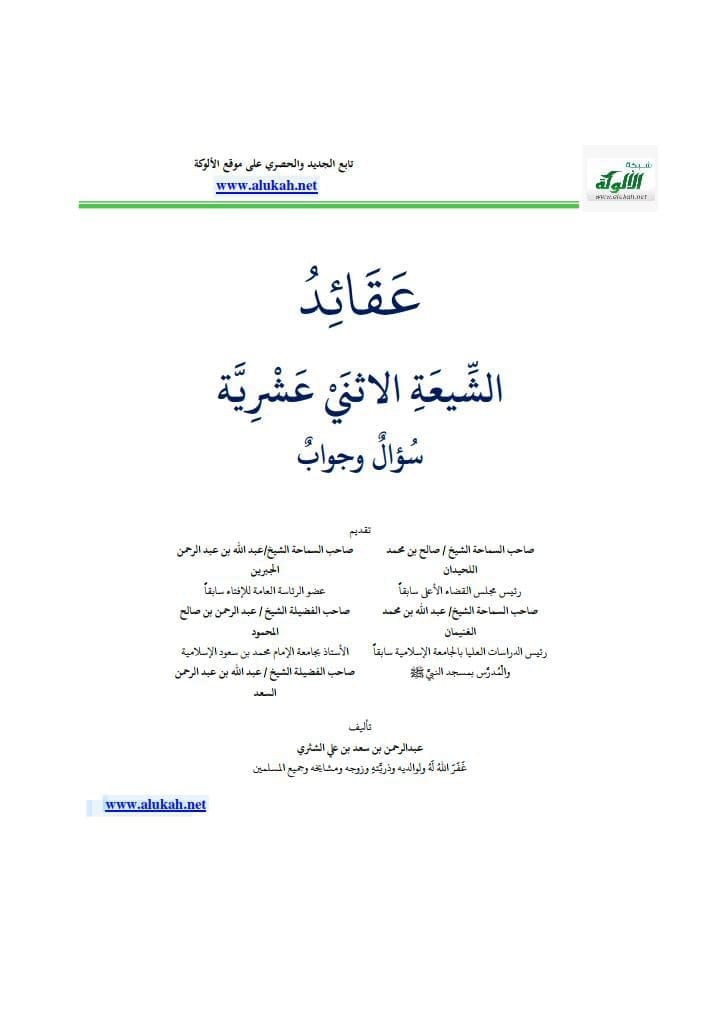 تابع الجديد والحصري على موقع الألوكة
www.alukah.net
شبكة
الألوكة
www.alukah.net
عَقَائِدُ
الشِّيعَةِ الاثنَيْ عَشْرِيَّة
سُؤالٌ وجوابٌ
تقديم
صاحب السماحة الشيخ / صالح بن محمد
اللحيدان
رئيس مجلس القضاء الأعلى سابقاً
صاحب السماحة الشيخ/ عبد الله بن محمد
الغنيمان
رئيس الدراسات العليا بالجامعة الإسلامية سابقاً
والْمُدرِّس بمسجد النبيِّ ﷺ
صاحب السماحة الشيخ/عبد الله بن عبد الرحمن
الجبرين
عضو الرئاسة العامة للإفتاء سابقاً
صاحب الفضيلة الشيخ / عبد الرحمن بن صالح
المحمود
الأستاذ بجامعة الإمام محمد بن سعود الإسلامية
صاحب الفضيلة الشيخ / عبد الله بن عبد الرحمن
السعد
تأليف
عبدالرحمن بن سعد بن علي الشثري
غَفَرَ اللهُ لَهُ ولوالديه وذريَّتهِ وزوجه ومشايخه وجميع المسلمين
www.alukah.net